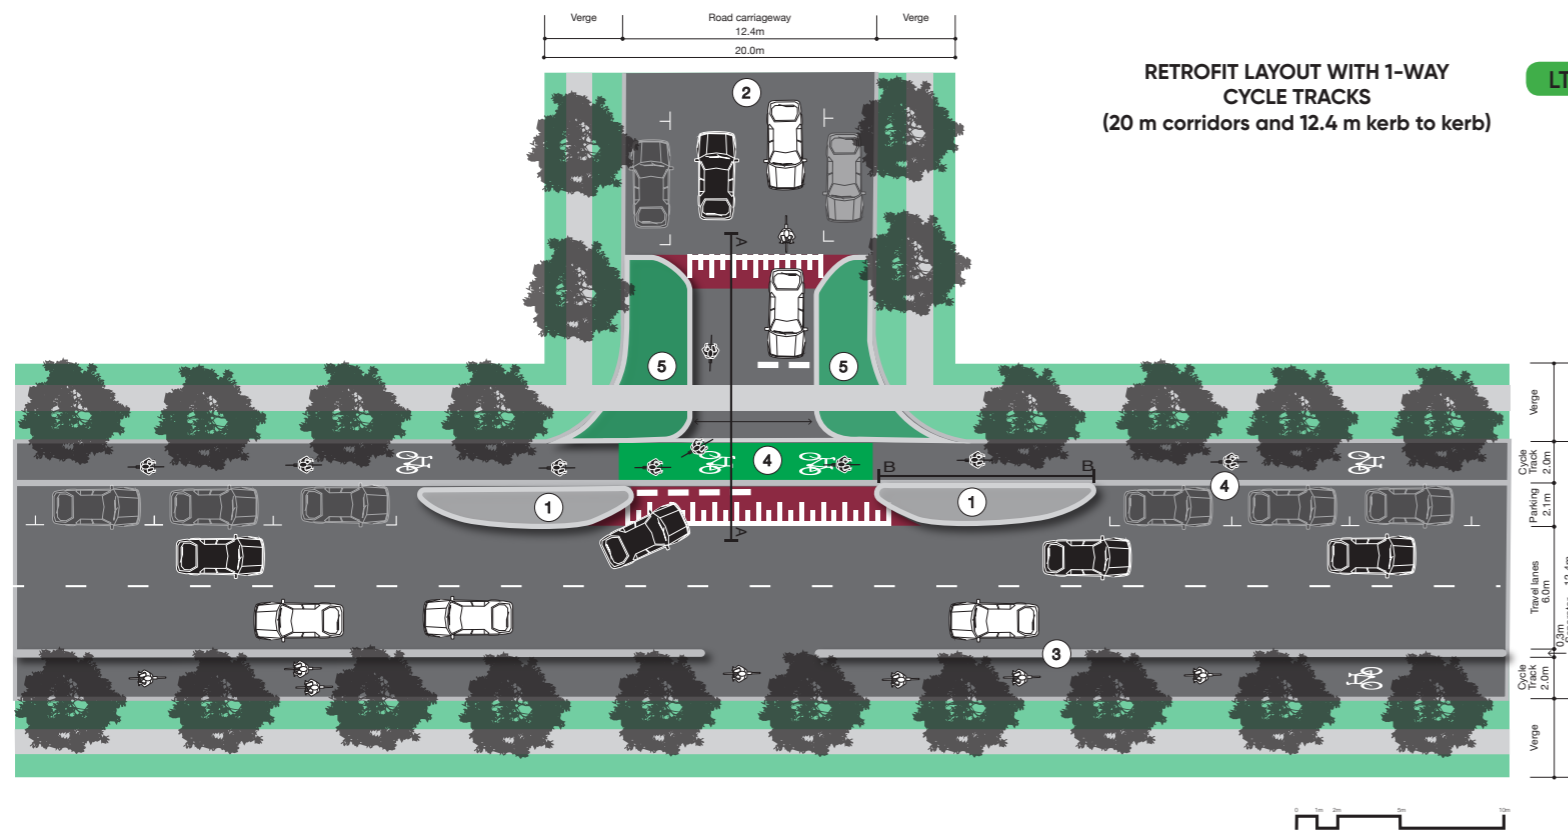 Verge
Road carriageway
Verge
12.4m
20.0m
RETROFIT LAYOUT WITH 1-WAY
CYCLE TRACKS
(20 m corridors and 12.4 m kerb to kerb)
LT
2
A
5
5
4
B
B
1
1
4
A
3
Verge
Cycle
Track
2.0m
Parking
2.1m
Travel lanes
6.0m
0.3m
Cycle
Track
2.0m
Verge
0
1m
2m
5m
10m